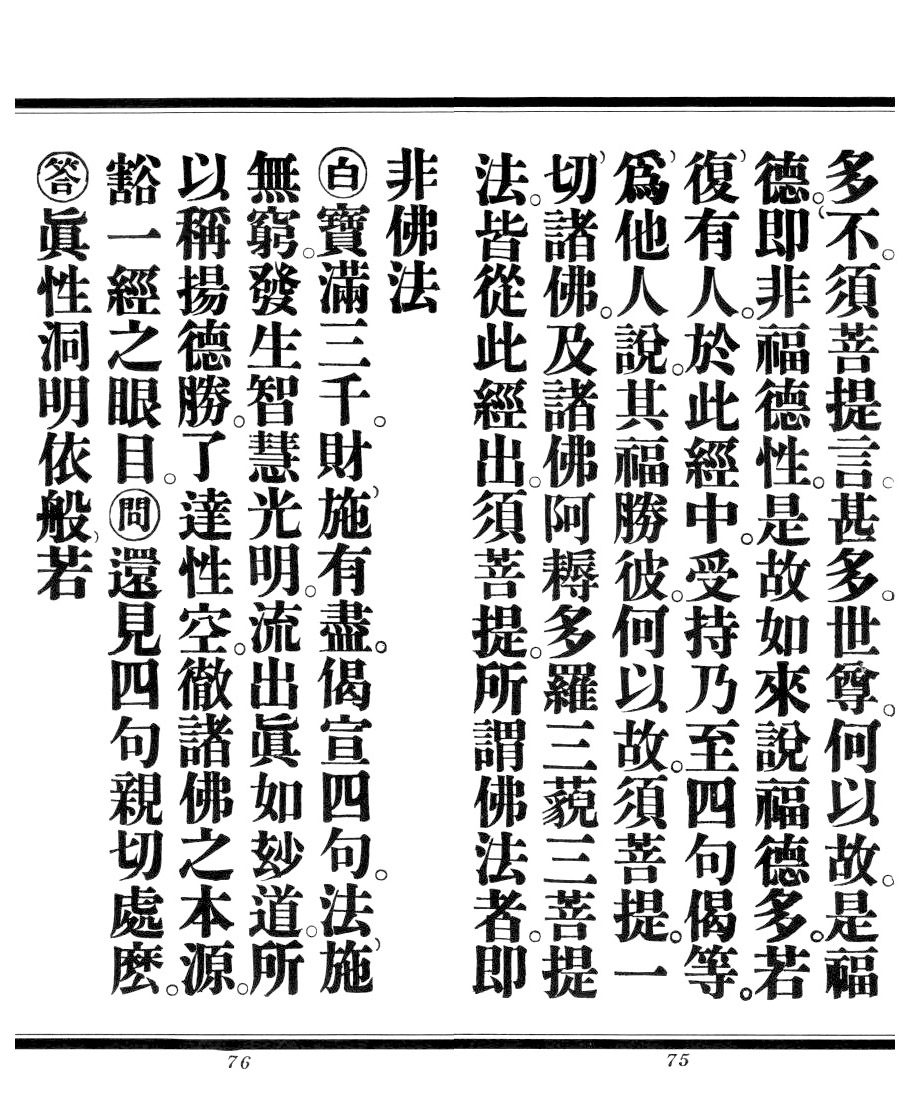 多不。須菩提言。甚多。世尊。何以故。是福
德。即非福德性。是故如來說福德多。若
復有人。於此經中。受持乃至四句偈等。
爲他人說。其福勝彼。何以故。須菩提。一
切諸佛。及諸佛阿耨多羅三藐三菩提
法。皆從此經出。須菩提。所謂佛法者。即
75
非佛法
㊁白寶滿三千。財施有盡。偈宣四句。法施
無窮。發生智慧光明。流出眞如玅道。所
以稱揚德勝。了達性空。徹諸佛之本源。
豁一經之眼目。問還見四句親切處麽。
答眞性洞明依般若
76